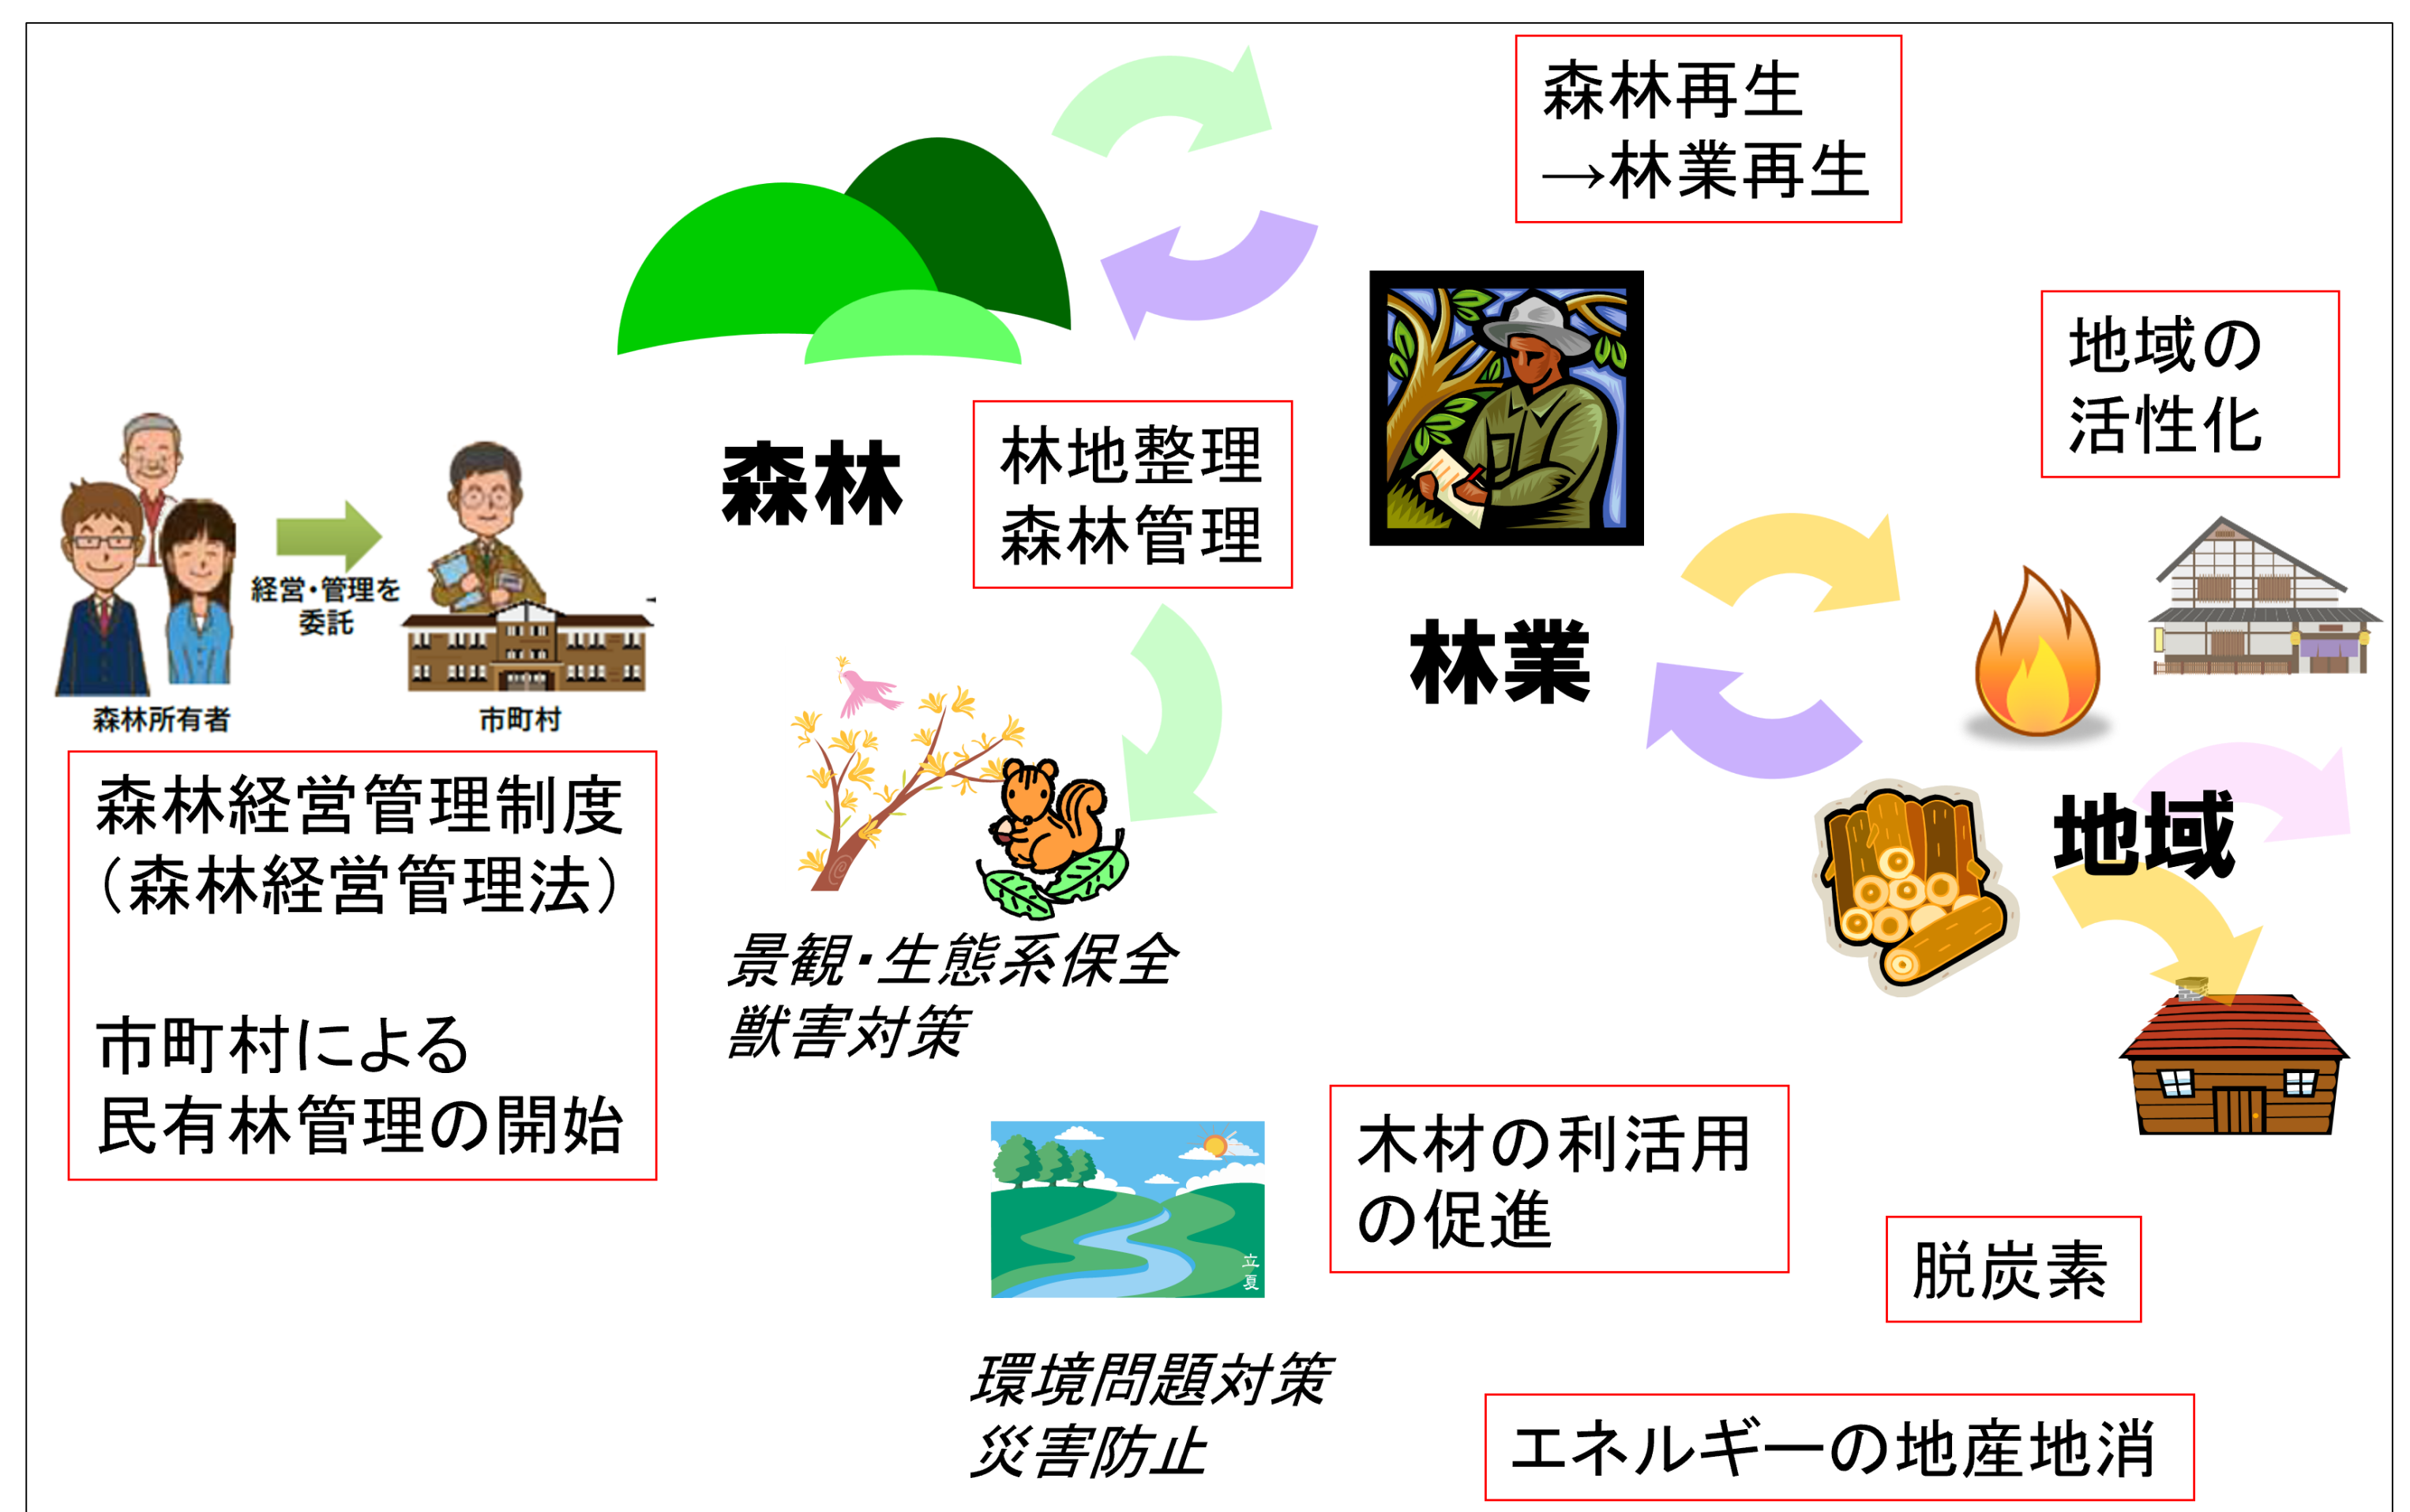 森林再生
→林業再生
地域の
活性化
森林
林地整理
森林管理
経営・管理を
委託
森林所有者
市町村
林業
森林経営管理制度
（森林経営管理法）
市町村による
民有林管理の開始
地域
景観・生態系保全
獣害対策
木材の利活用
の促進
立
夏
脱炭素
環境問題対策
災害防止
エネルギーの地産地消